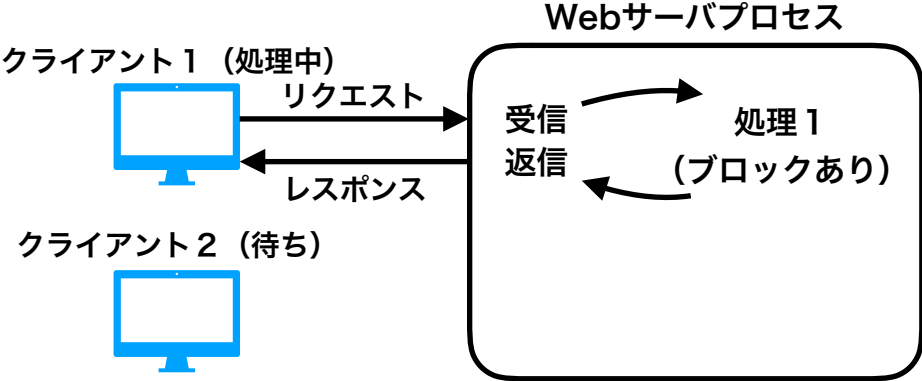 Webサーバプロセス
クライアント１（処理中）
リクエスト
受信
返信
処理１
（ブロックあり）
レスポンス
クライアント２（待ち）